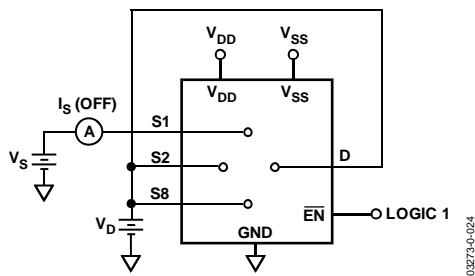 V_DD V_SS
V_DD V_SS
I_S (OFF)
A
S1
S2
D
V_S
S8
V_D
EN
LOGIC 1
GND
03273-0-024